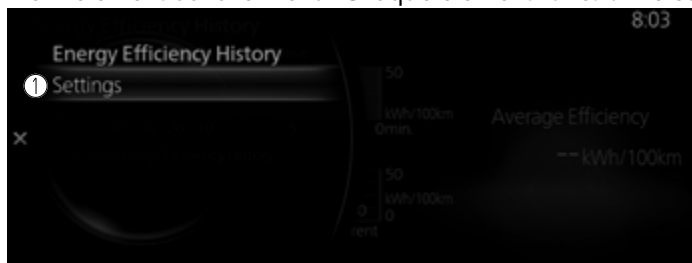 8:03
Energy Efficiency History
① Settings
50
kWh/100km
0min.
Average Efficiency
-- kWh/100km
50
kWh/100km
0 0
rent